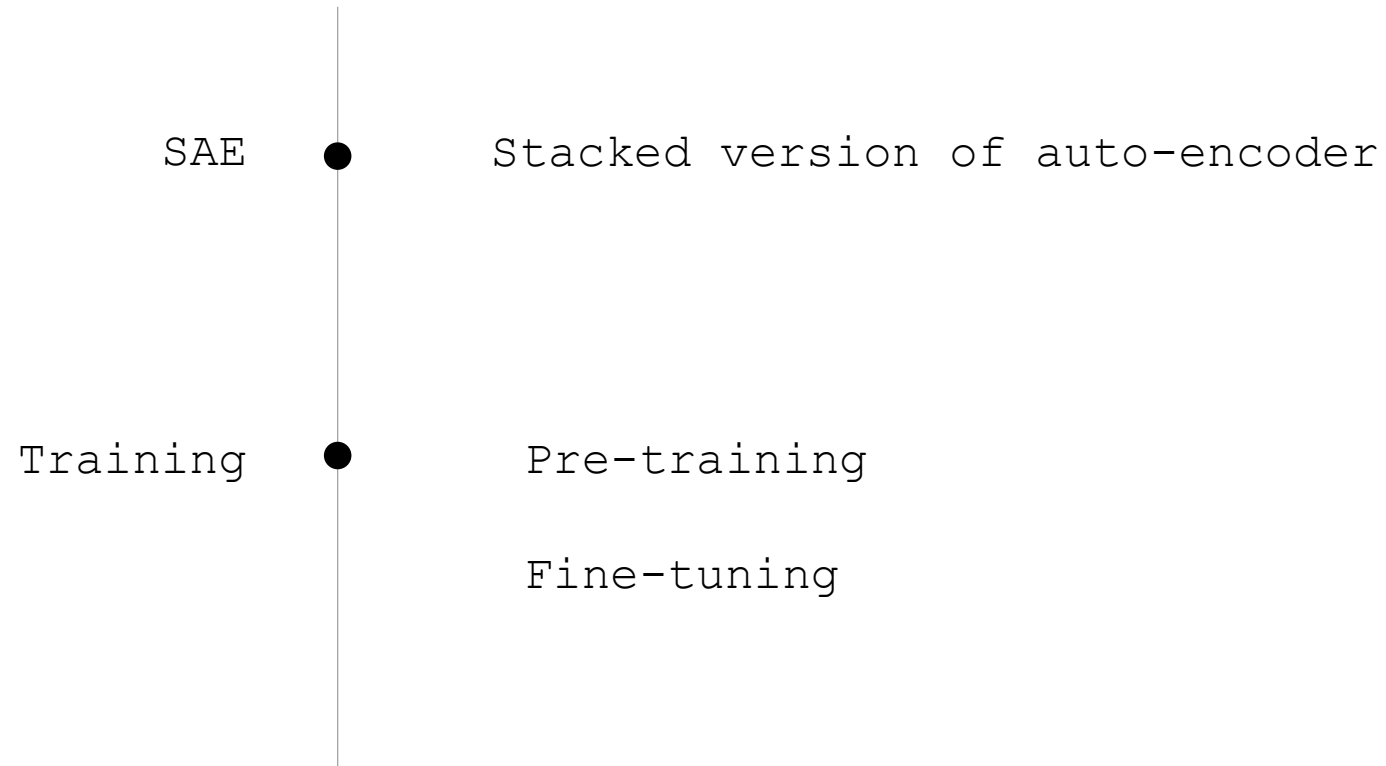 SAE Stacked version of auto-encoder
Training Pre-training
Fine-tuning